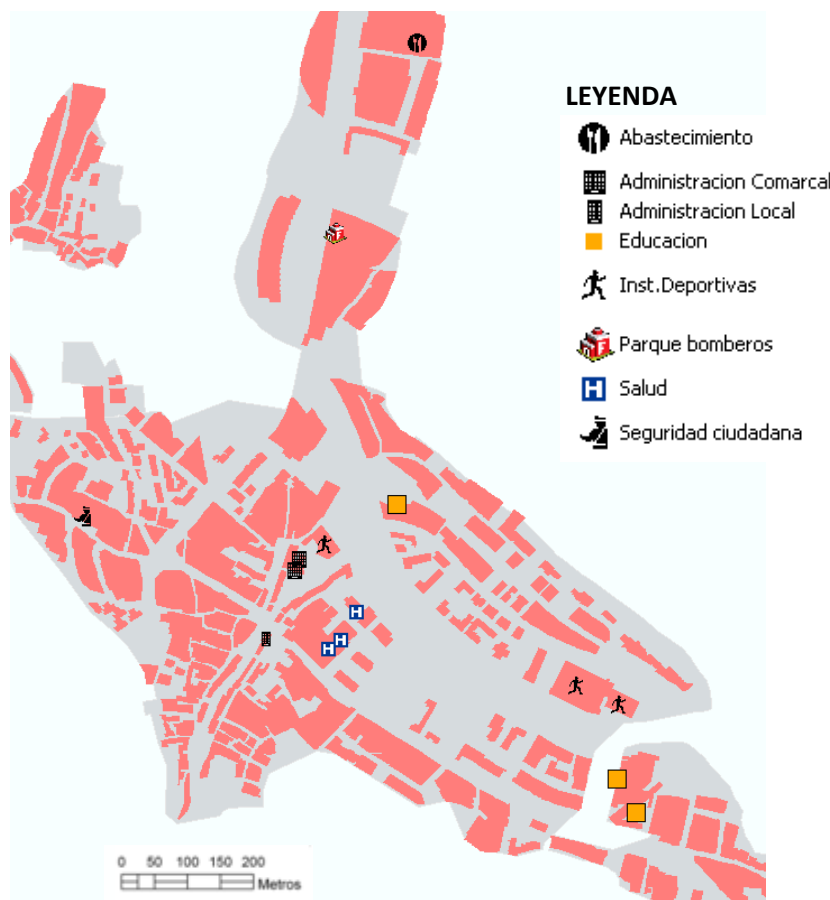 LEYENDA
Abastecimiento
Administracion Comarcal
Administracion Local
Educacion
Inst.Deportivas
F Parque bomberos
H Salud
Seguridad ciudadana
H
H
H
0 50 100 150 200
Metros